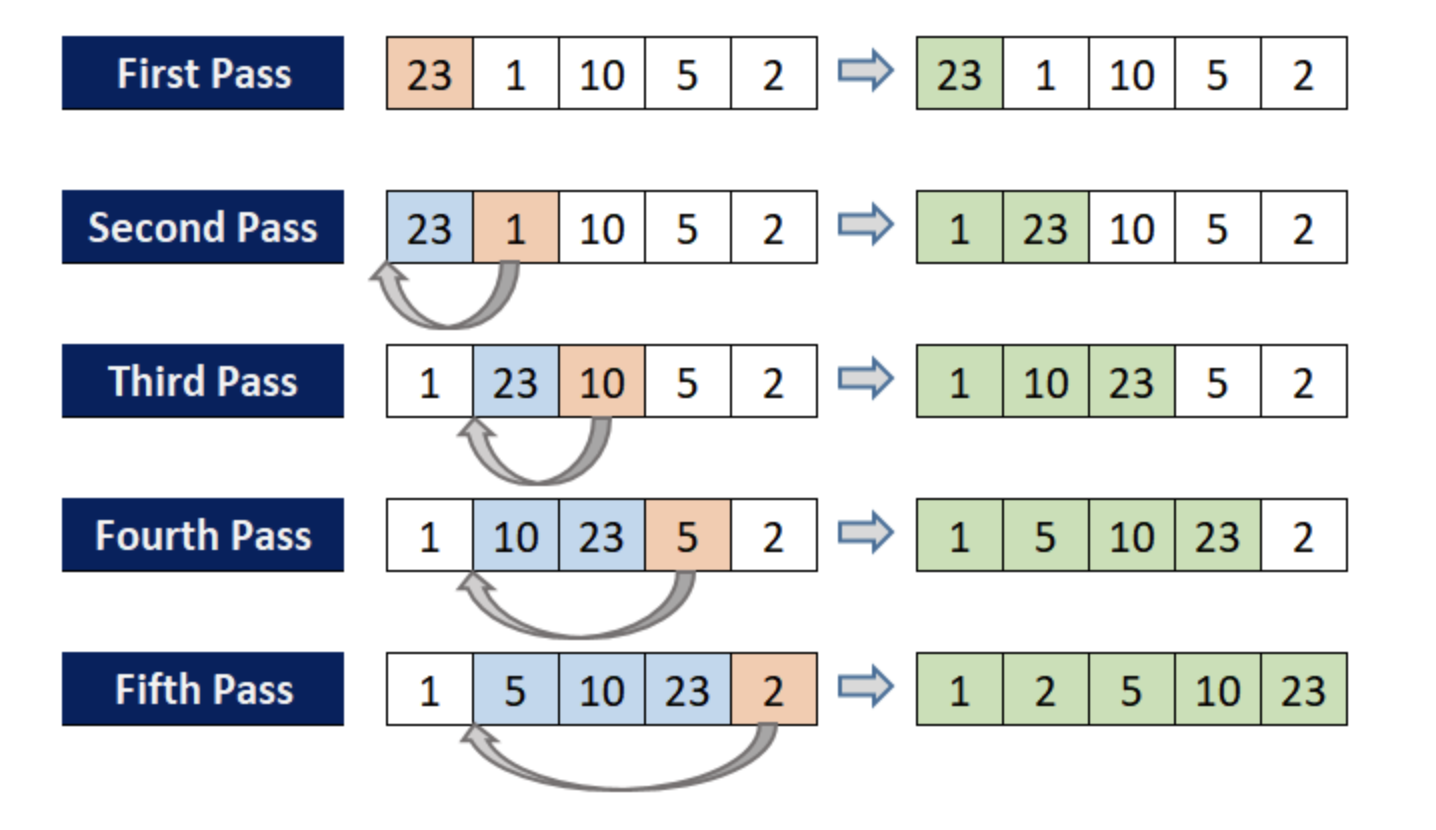 First Pass 23 1 10 5 2 23 1 10 5 2
Second Pass 23 1 10 5 2 1 23 10 5 2
Third Pass 1 23 10 5 2 1 10 23 5 2
Fourth Pass 1 10 23 5 2 1 5 10 23 2
Fifth Pass 1 5 10 23 2 1 2 5 10 23